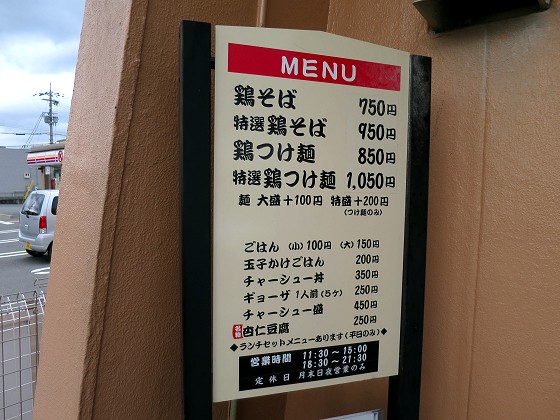 MENU
鶏そば 750円
特選 鶏そば 950円
鶏つけ麺 850円
特選 鶏つけ麺 1,050円
麺 大盛+100円 特盛+200円
(つけ麺のみ)
ごはん (小)100円 (大)150円
玉子かけごはん 200円
チャーシュー丼 350円
ギョーザ 1人前(5ケ) 250円
チャーシュー盛 450円
杏仁豆腐 250円
◆ランチセットメニューあります(平日のみ)◆
営業時間 11:30〜15:00
18:30〜21:30
定休日 月末日夜営業のみ